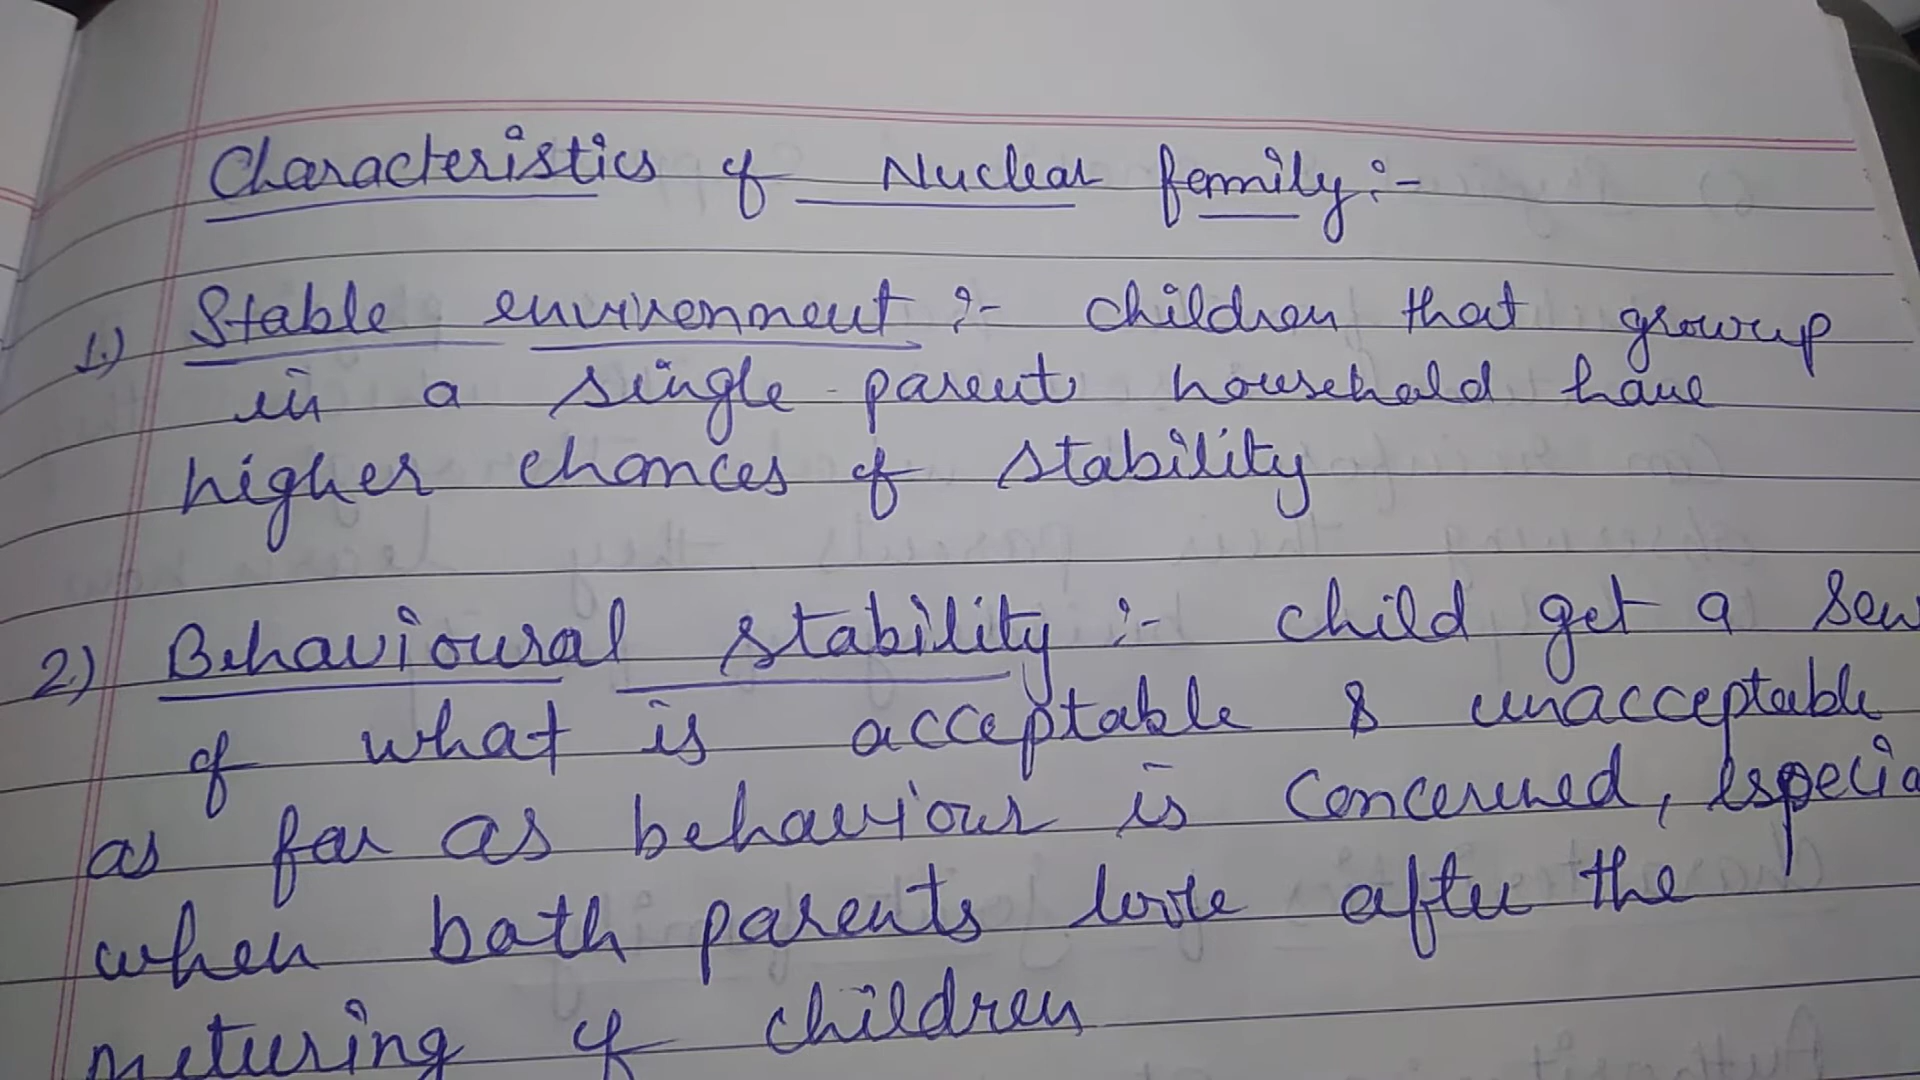 Characteristics of Nuclear family:-
1.) Stable environment :- children that growup
in a single parent household have
higher chances of stability
2.) Behavioural stability :- child get a
of what is acceptable & unacceptable
as far as behaviour is concerned, especia
when both parents love after the
of children